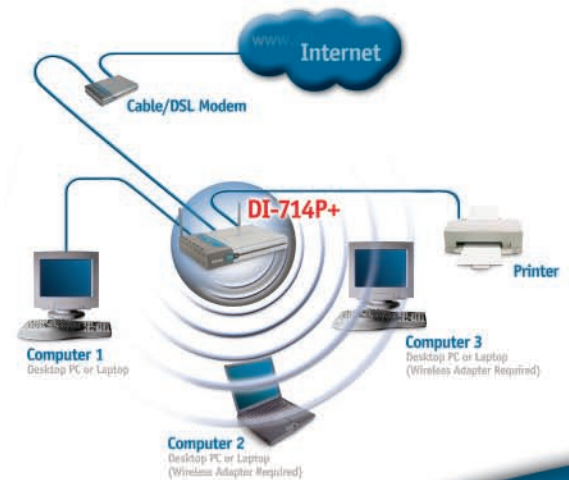 www.
Internet
Cable/DSL Modem
DI-714P+
Printer
Computer 1
Desktop PC or Laptop
Computer 3
Desktop PC or Laptop
(Wireless Adapter Required)
Computer 2
Desktop PC or Laptop
(Wireless Adapter Required)